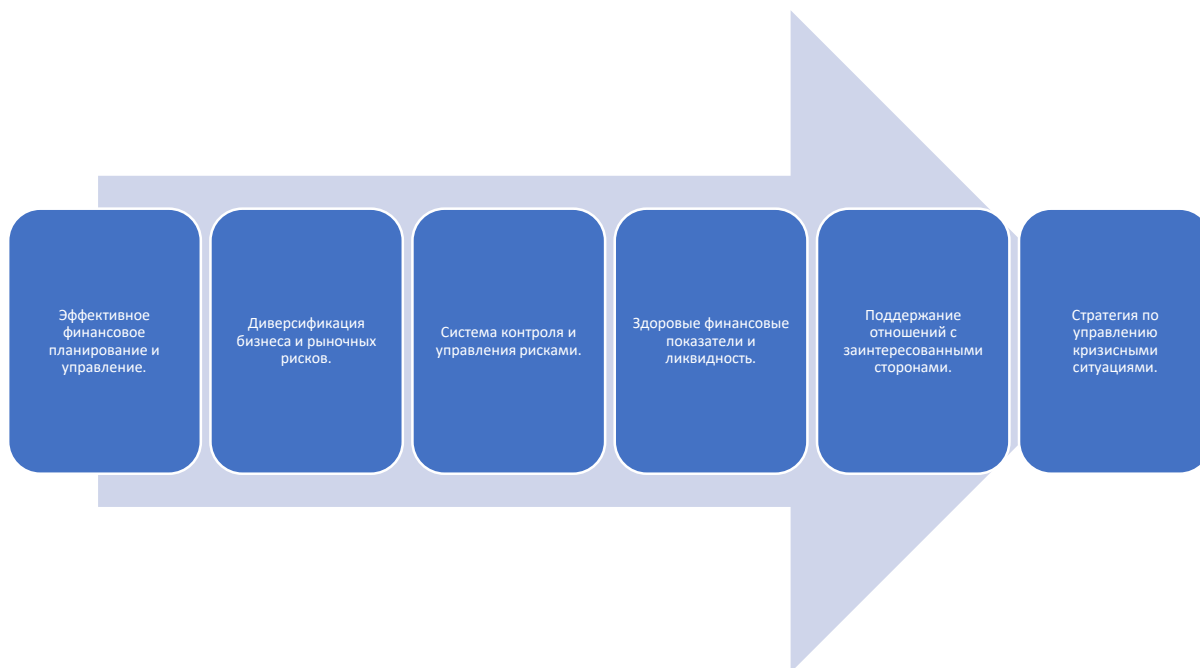 Эффективное
финансовое
планирование и
управление.
Диверсификация
бизнеса и рыночных
рисков.
Система контроля и
управления рисками.
Здоровые финансовые
показатели и
ликвидность.
Поддержание
отношений с
заинтересованными
сторонами.
Стратегия по
управлению
кризисными
ситуациями.